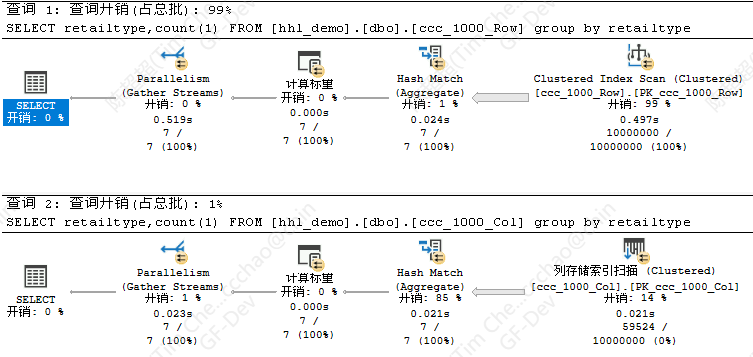 查询 1: 查询开销(占总批): 99%
SELECT retailtype,count(1) FROM [hhl_demo].[dbo].[ccc_1000_Row] group by retailtype
SELECT
开销: 0 %
Parallelism
(Gather Streams)
开销: 0 %
0.519s
7 /
7 (100%)
计算标量
开销: 0 %
0.000s
7 /
7 (100%)
Hash Match
(Aggregate)
开销: 1 %
0.024s
7 /
7 (100%)
Clustered Index Scan (Clustered)
[ccc_1000_Row].[PK_ccc_1000_Row]
开销: 99 %
0.497s
10000000 /
10000000 (100%)
查询 2: 查询开销(占总批): 1%
SELECT retailtype,count(1) FROM [hhl_demo].[dbo].[ccc_1000_Col] group by retailtype
SELECT
开销: 0 %
Parallelism
(Gather Streams)
开销: 1 %
0.023s
7 /
7 (100%)
计算标量
开销: 0 %
0.000s
7 /
7 (100%)
Hash Match
(Aggregate)
开销: 85 %
0.021s
7 /
7 (100%)
列存储索引扫描 (Clustered)
[ccc_1000_Col].[PK_ccc_1000_Col]
开销: 14 %
0.021s
59524 /
10000000 (0%)